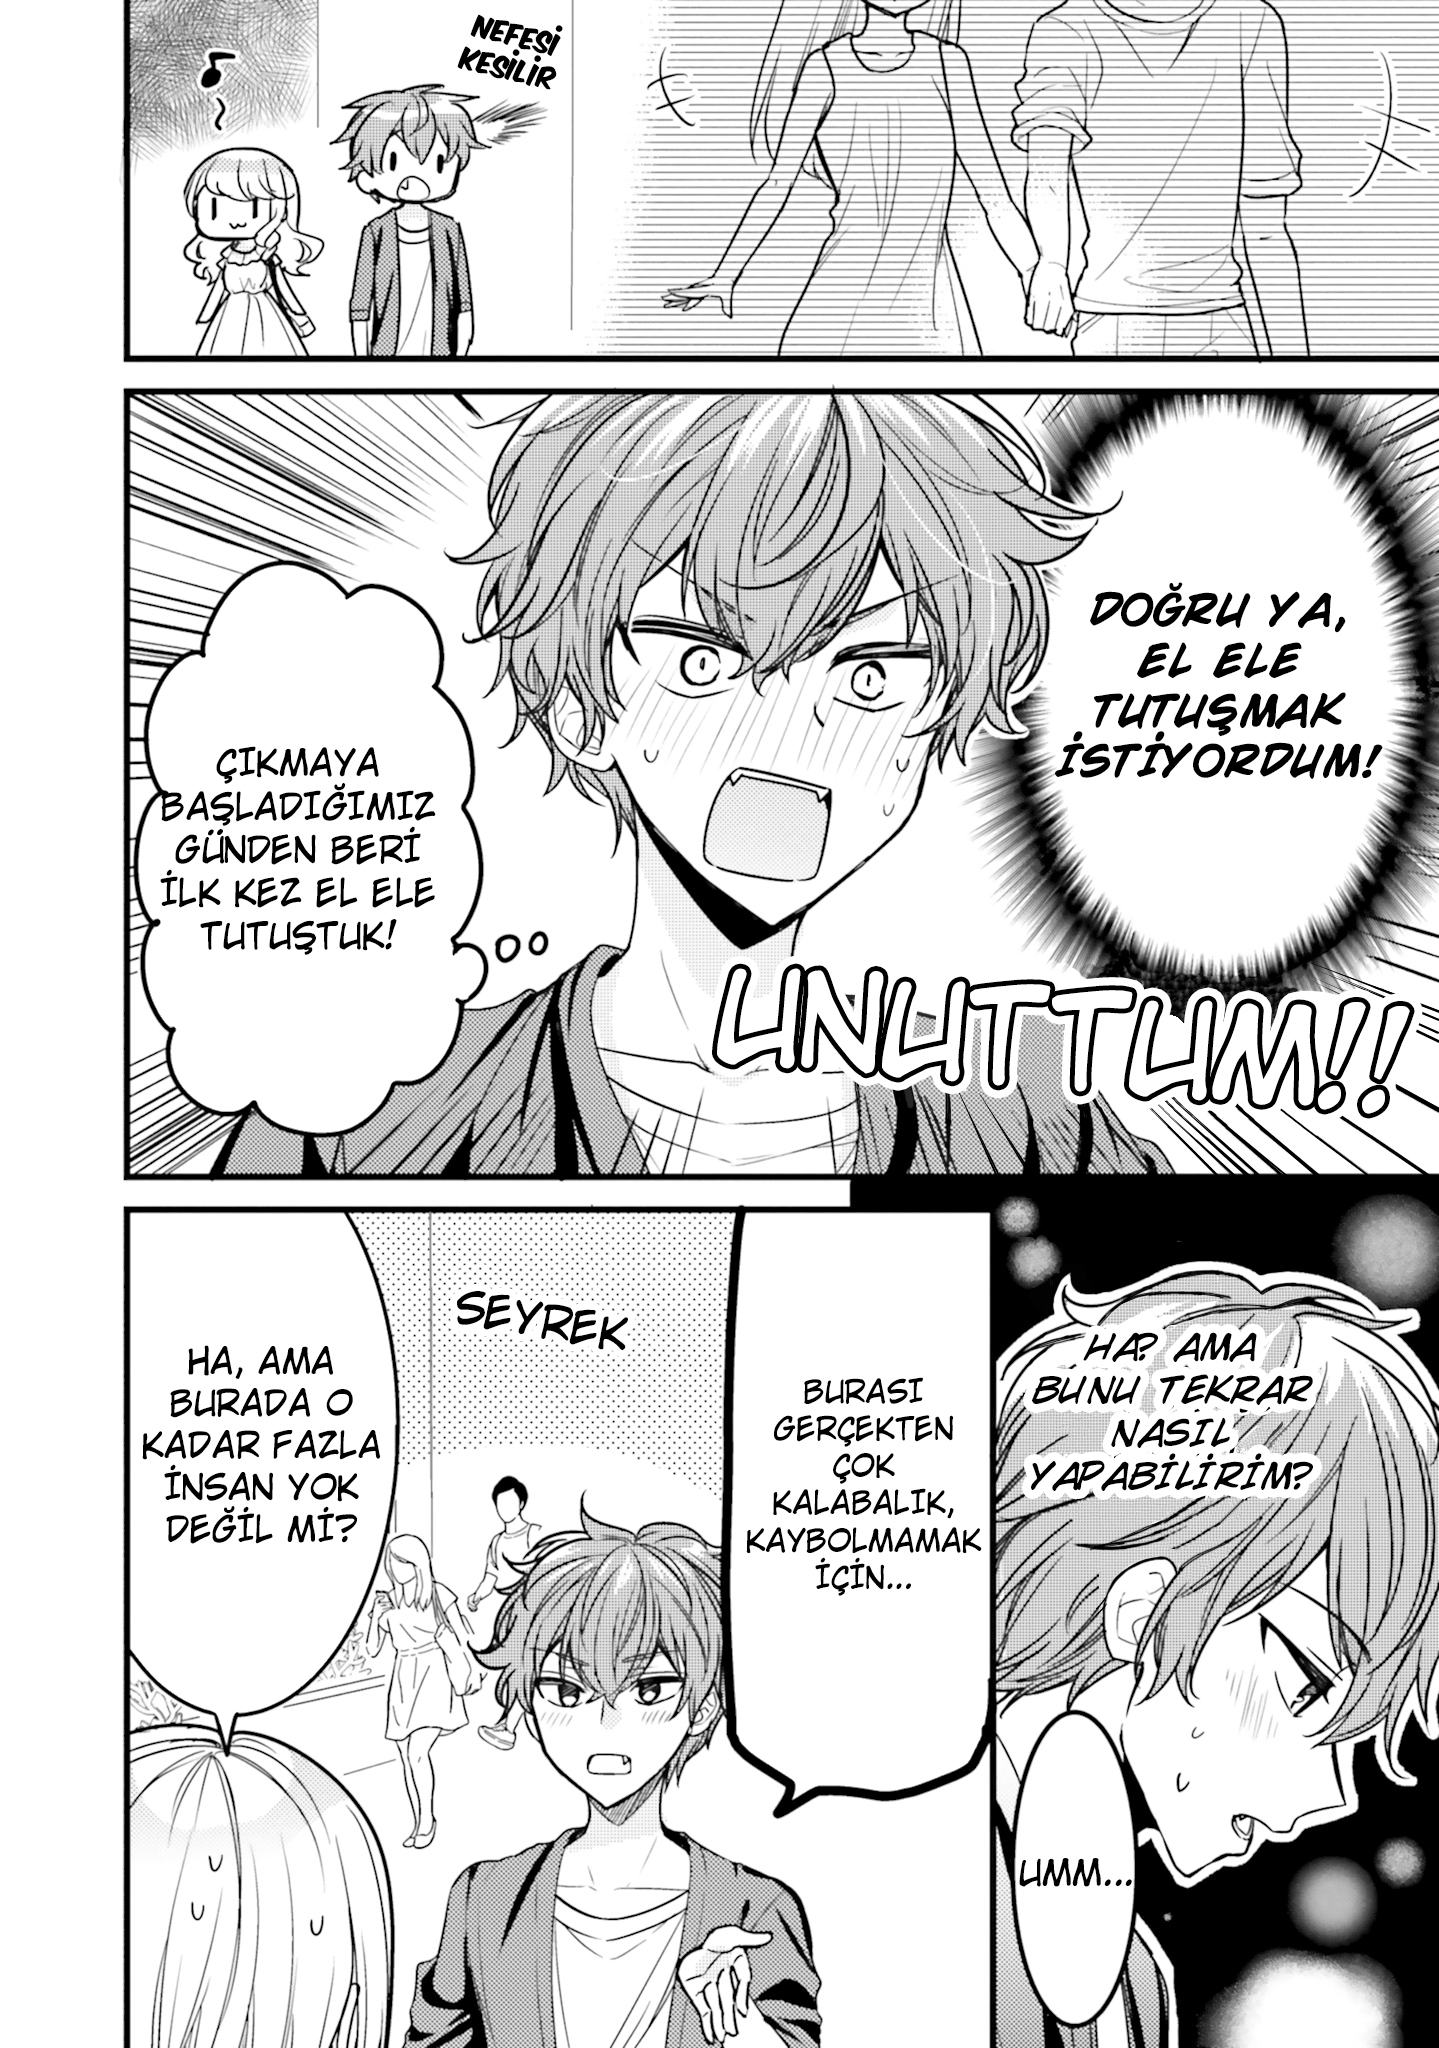 NEFESİ
KESİLİR
DOĞRU YA,
EL ELE
TUTUŞMAK
İSTİYORDUM!
ÇIKMAYA
BAŞLADIĞIMIZ
GÜNDEN BERİ
İLK KEZ EL ELE
TUTUŞTUK!
UNUTTUM!!
HA? AMA
BUNU TEKRAR
NASIL
YAPABİLİRİM?
UMM...
BURASI
GERÇEKTEN
ÇOK
KALABALIK,
KAYBOLMAMAK
İÇİN...
SEYREK
HA, AMA
BURADA O
KADAR FAZLA
İNSAN YOK
DEĞİL Mİ?